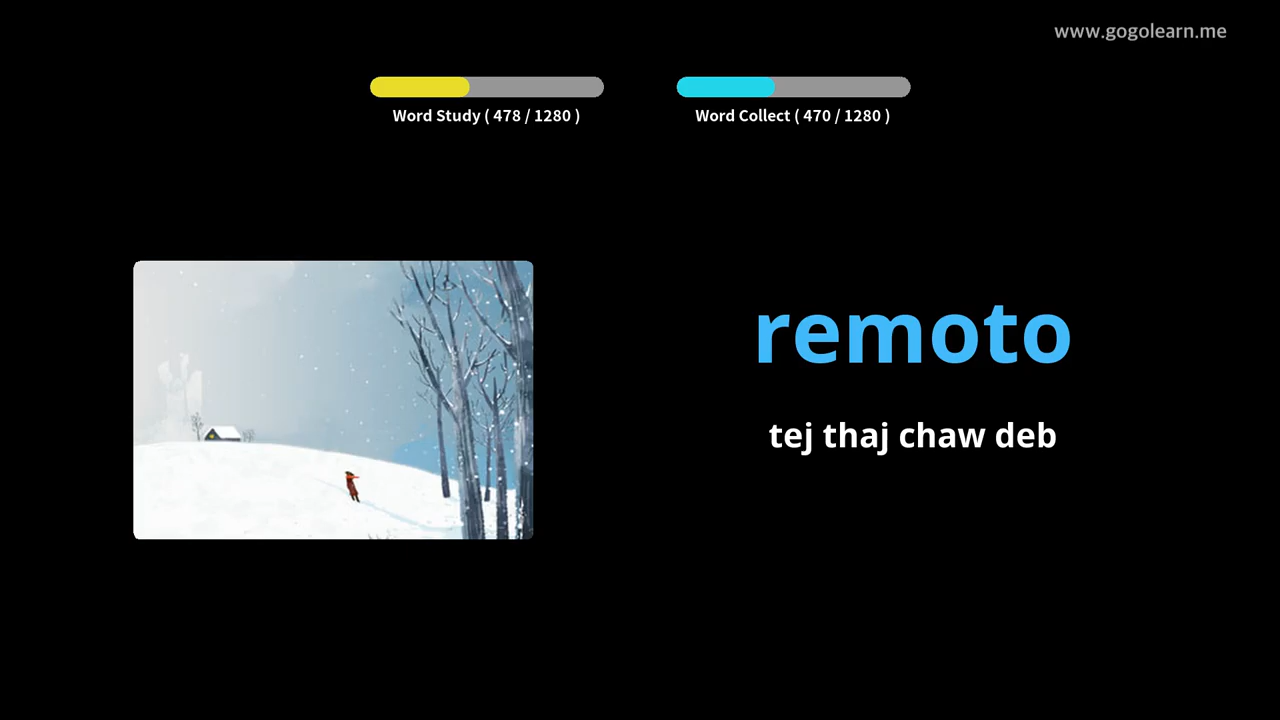 www.gogolearn.me
Word Study ( 478 / 1280 )
Word Collect ( 470 / 1280 )
remoto
tej thaj chaw deb